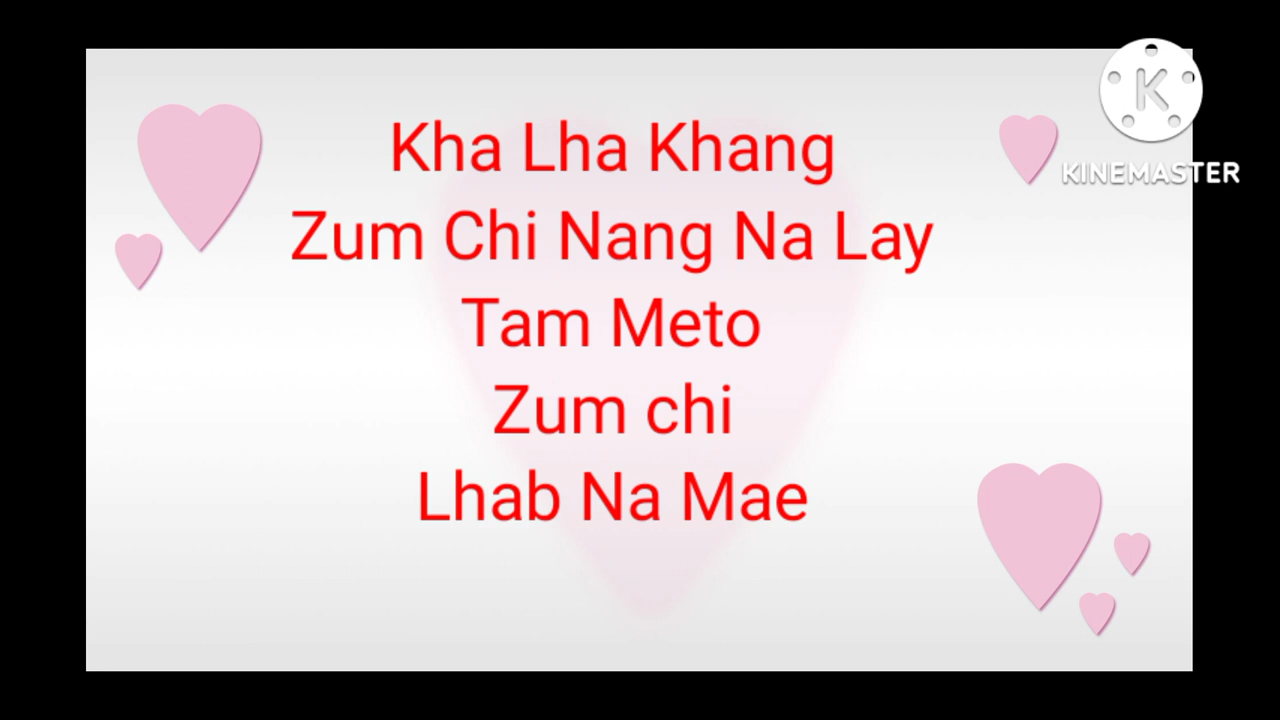 Kha Lha Khang
Zum Chi Nang Na Lay
Tam Meto
Zum chi
Lhab Na Mae
K
KINEMASTER